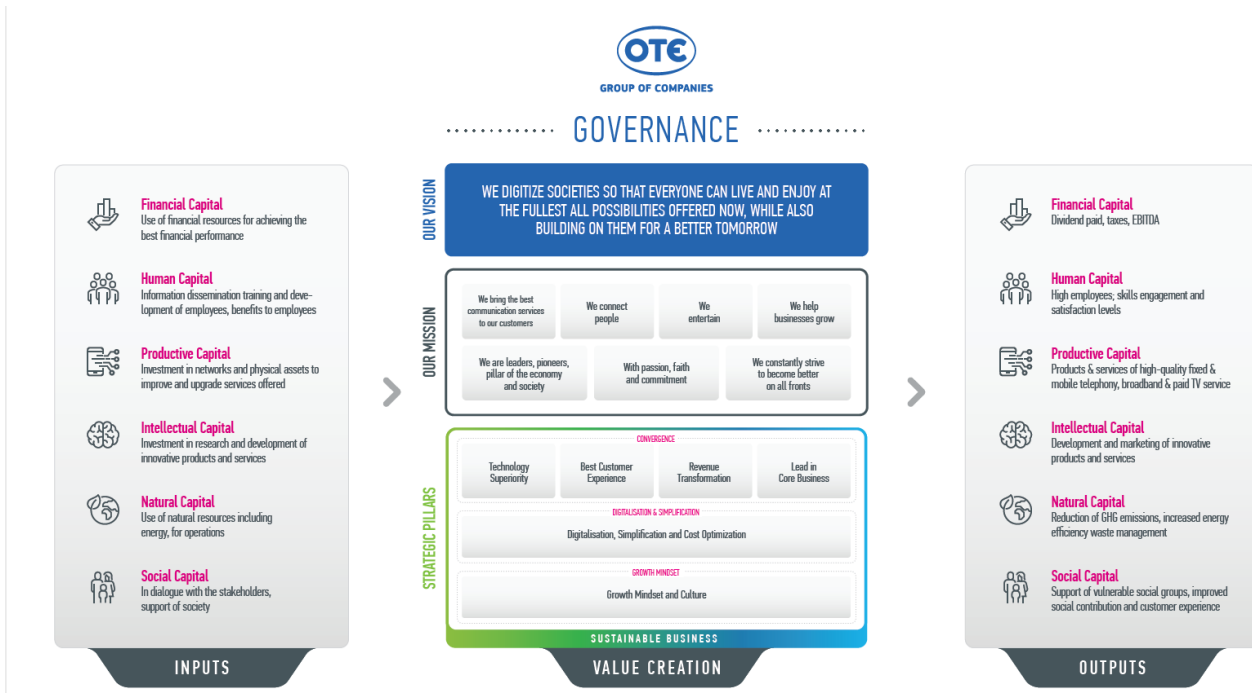 OTE
GROUP OF COMPANIES
GOVERNANCE
Financial Capital
Use of financial resources for achieving the
best financial performance
Human Capital
Information dissemination training and deve-
lopment of employees, benefits to employees
Productive Capital
Investment in networks and physical assets to
improve and upgrade services offered
Intellectual Capital
Investment in research and development of
innovative products and services
Natural Capital
Use of natural resources including
energy, for operations
Social Capital
In dialogue with the stakeholders,
support of society
INPUTS
OUR VISION
WE DIGITIZE SOCIETIES SO THAT EVERYONE CAN LIVE AND ENJOY AT
THE FULLEST ALL POSSIBILITIES OFFERED NOW, WHILE ALSO
BUILDING ON THEM FOR A BETTER TOMORROW
OUR MISSION
We bring the best
communication services
to our customers
We connect
people
We
entertain
We help
businesses grow
We are leaders, pioneers,
pillar of the economy
and society
With passion, faith
and commitment
We constantly strive
to become better
on all fronts
STRATEGIC PILLARS
CONVERGENCE
Technology
Superiority
Best Customer
Experience
Revenue
Transformation
Lead in
Core Business
DIGITALISATION & SIMPLIFICATION
Digitalisation, Simplification and Cost Optimization
GROWTH MINDSET
Growth Mindset and Culture
SUSTAINABLE BUSINESS
VALUE CREATION
Financial Capital
Dividend paid, taxes, EBITDA
Human Capital
High employees; skills engagement and
satisfaction levels
Productive Capital
Products & services of high-quality fixed &
mobile telephony, broadband & paid TV service
Intellectual Capital
Development and marketing of innovative
products and services
Natural Capital
Reduction of GHG emissions, increased energy
efficiency waste management
Social Capital
Support of vulnerable social groups, improved
social contribution and customer experience
OUTPUTS